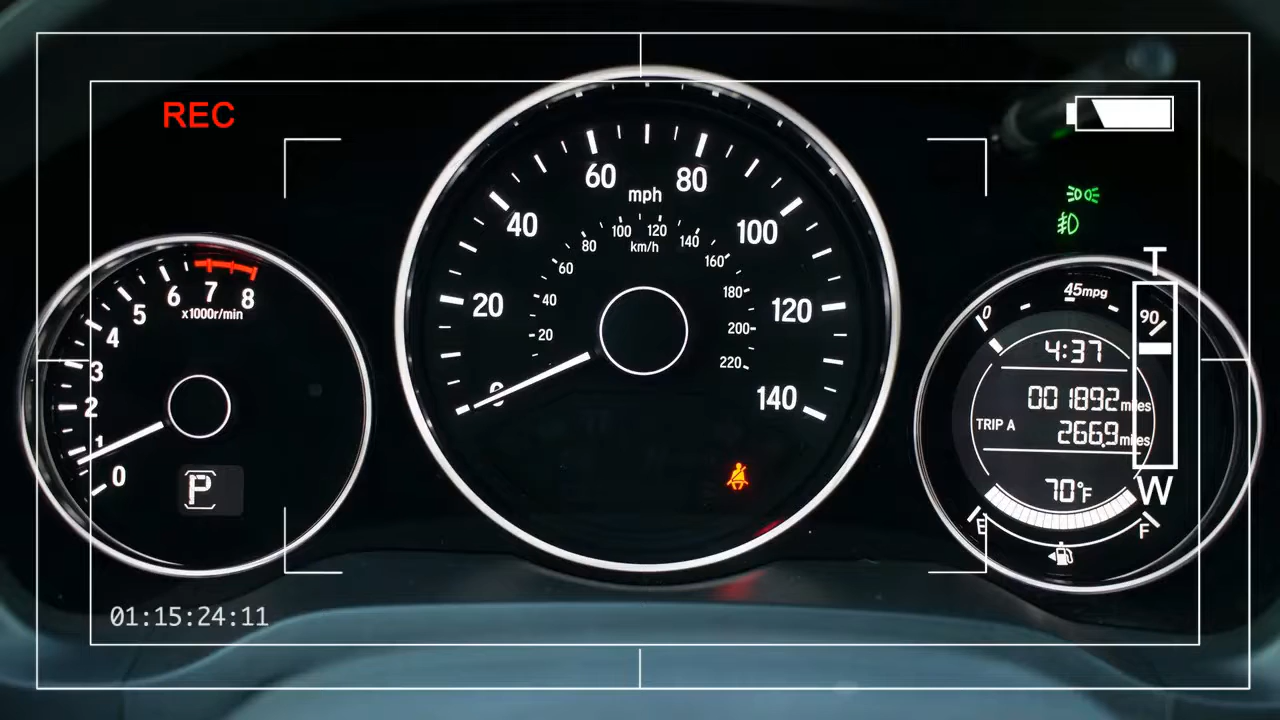 REC
60
mph
80
40
100
80
100
120
140
km/h
60
160
20
40
180
120
20
200
220
0
140
5
6
7
8
x1000r/min
4
3
2
1
0
P
T
45mpg
0
90
4:37
001892 miles
TRIP A
266.9 miles
70°F
W
E
F
01:15:24:11